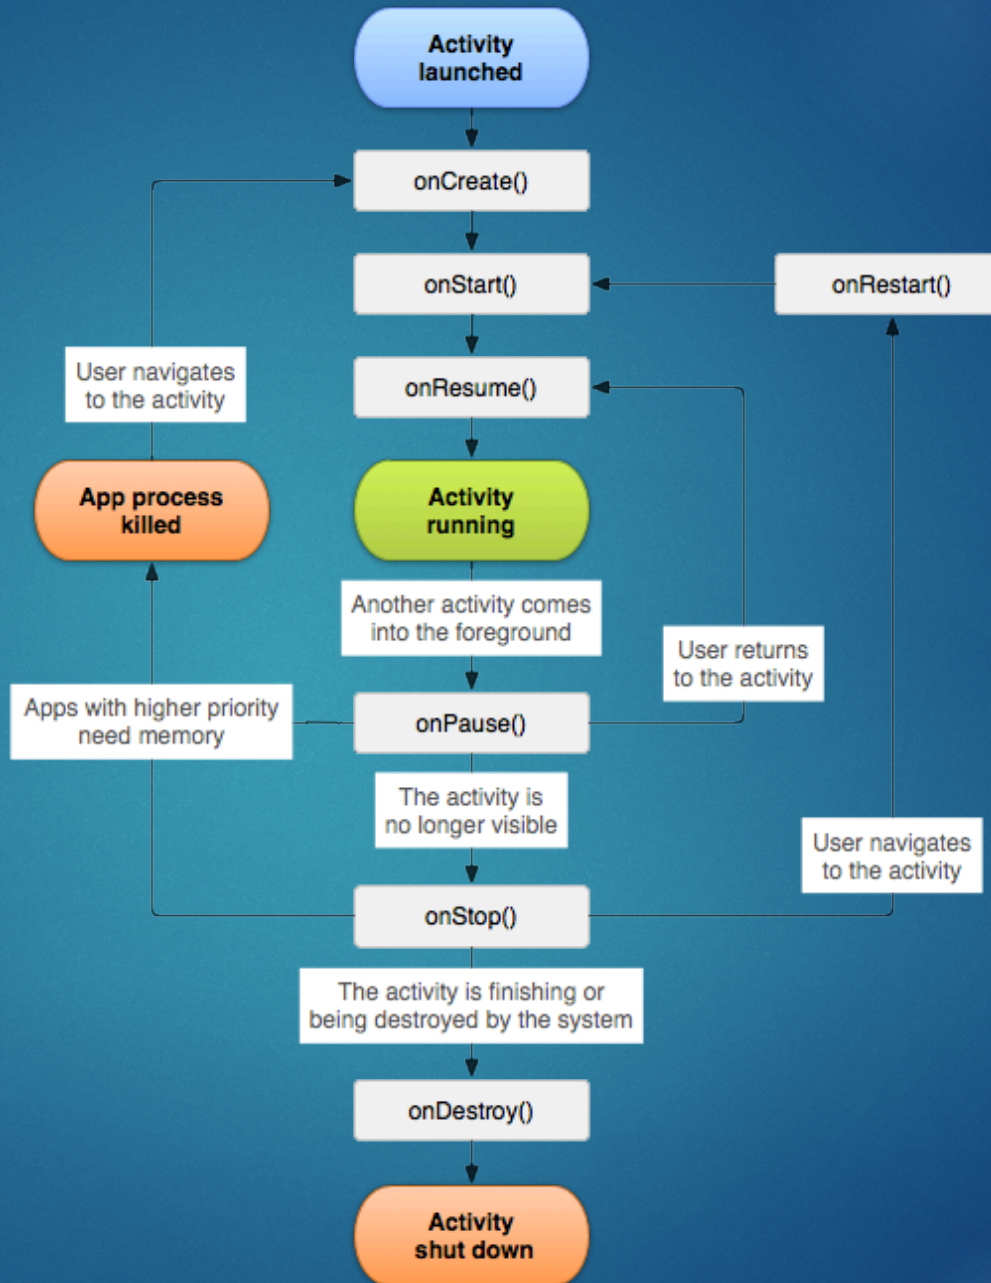 Activity
launched
onCreate()
onStart()
onRestart()
User navigates
to the activity
onResume()
App process
killed
Activity
running
Another activity comes
into the foreground
User returns
to the activity
Apps with higher priority
need memory
onPause()
The activity is
no longer visible
User navigates
to the activity
onStop()
The activity is finishing or
being destroyed by the system
onDestroy()
Activity
shut down